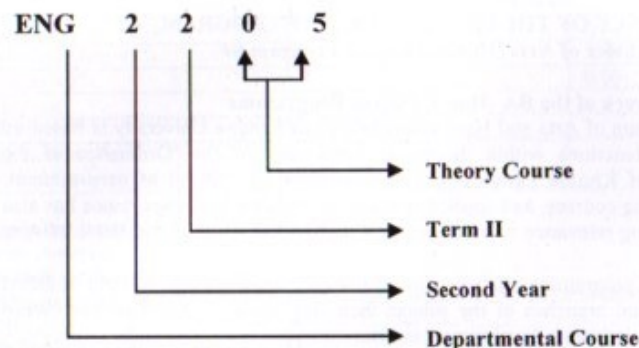 ENG 2 2 0 5
Theory Course
Term II
Second Year
Departmental Course